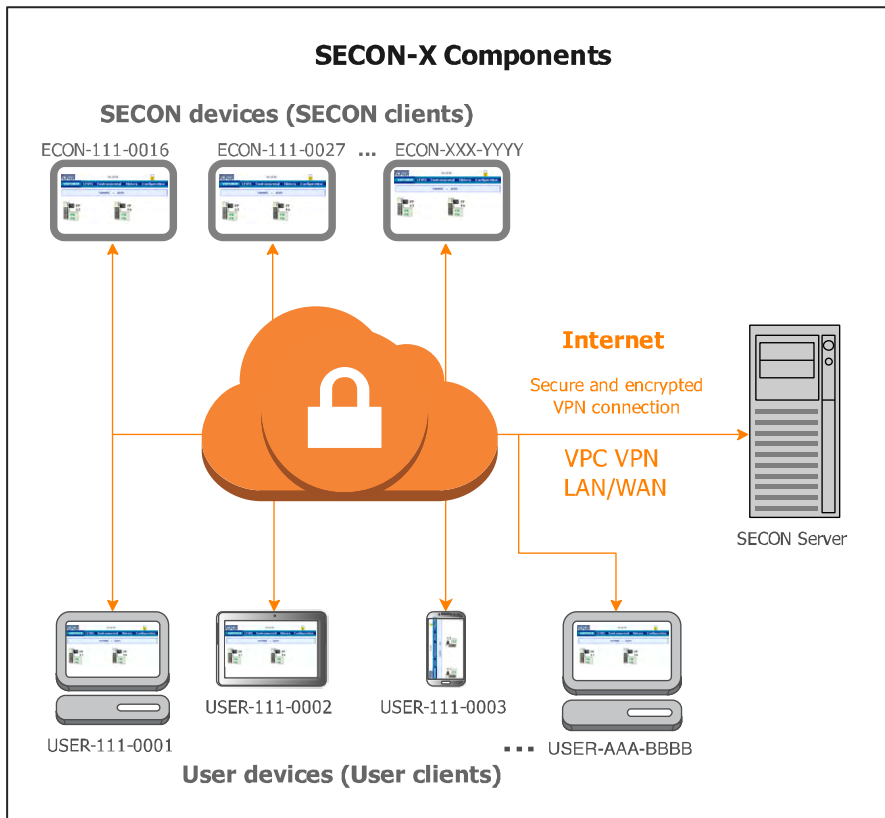 SECON-X Components
SECON devices (SECON clients)
ECON-111-0016
ECON-111-0027
...
ECON-XXX-YYYY
Internet
Secure and encrypted
VPN connection
VPC VPN
LAN/WAN
SECON Server
USER-111-0001
USER-111-0002
USER-111-0003
...
USER-AAA-BBBB
User devices (User clients)